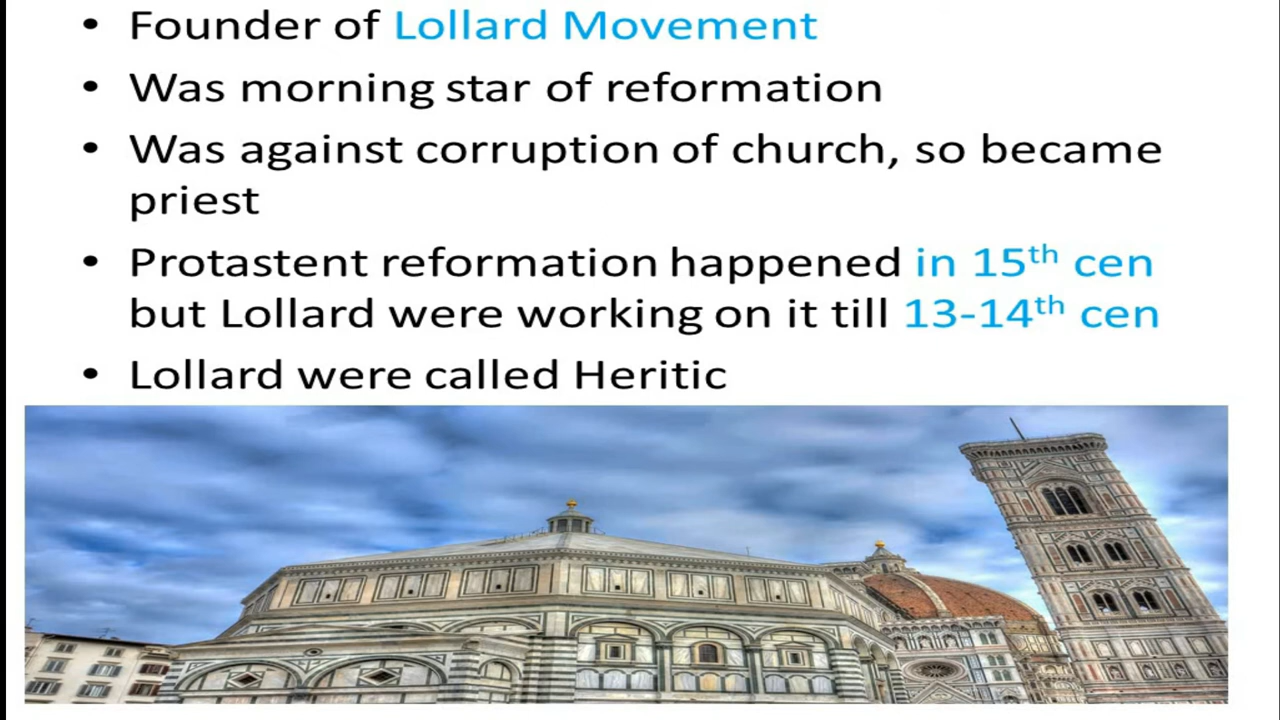 • Founder of Lollard Movement
• Was morning star of reformation
• Was against corruption of church, so became
priest
• Protastent reformation happened in 15th cen
but Lollard were working on it till 13-14th cen
• Lollard were called Heritic